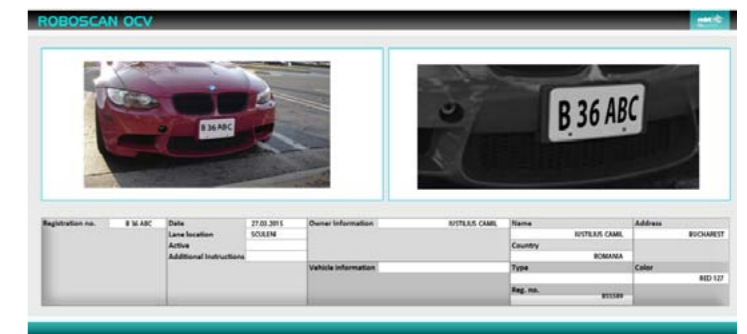 ROBOSCAN OCV
B 36 ABC
B 36 ABC
Registration no. B 36 ABC Date 27.03.2015 Owner Information IUSTILIUS CAMIL Name Address
Lane location SCULENI IUSTILIUS CAMIL BUCHAREST
Active Country
Additional Instructions ROMANIA
Vehicle information Type Color
RED 127
Reg. no.